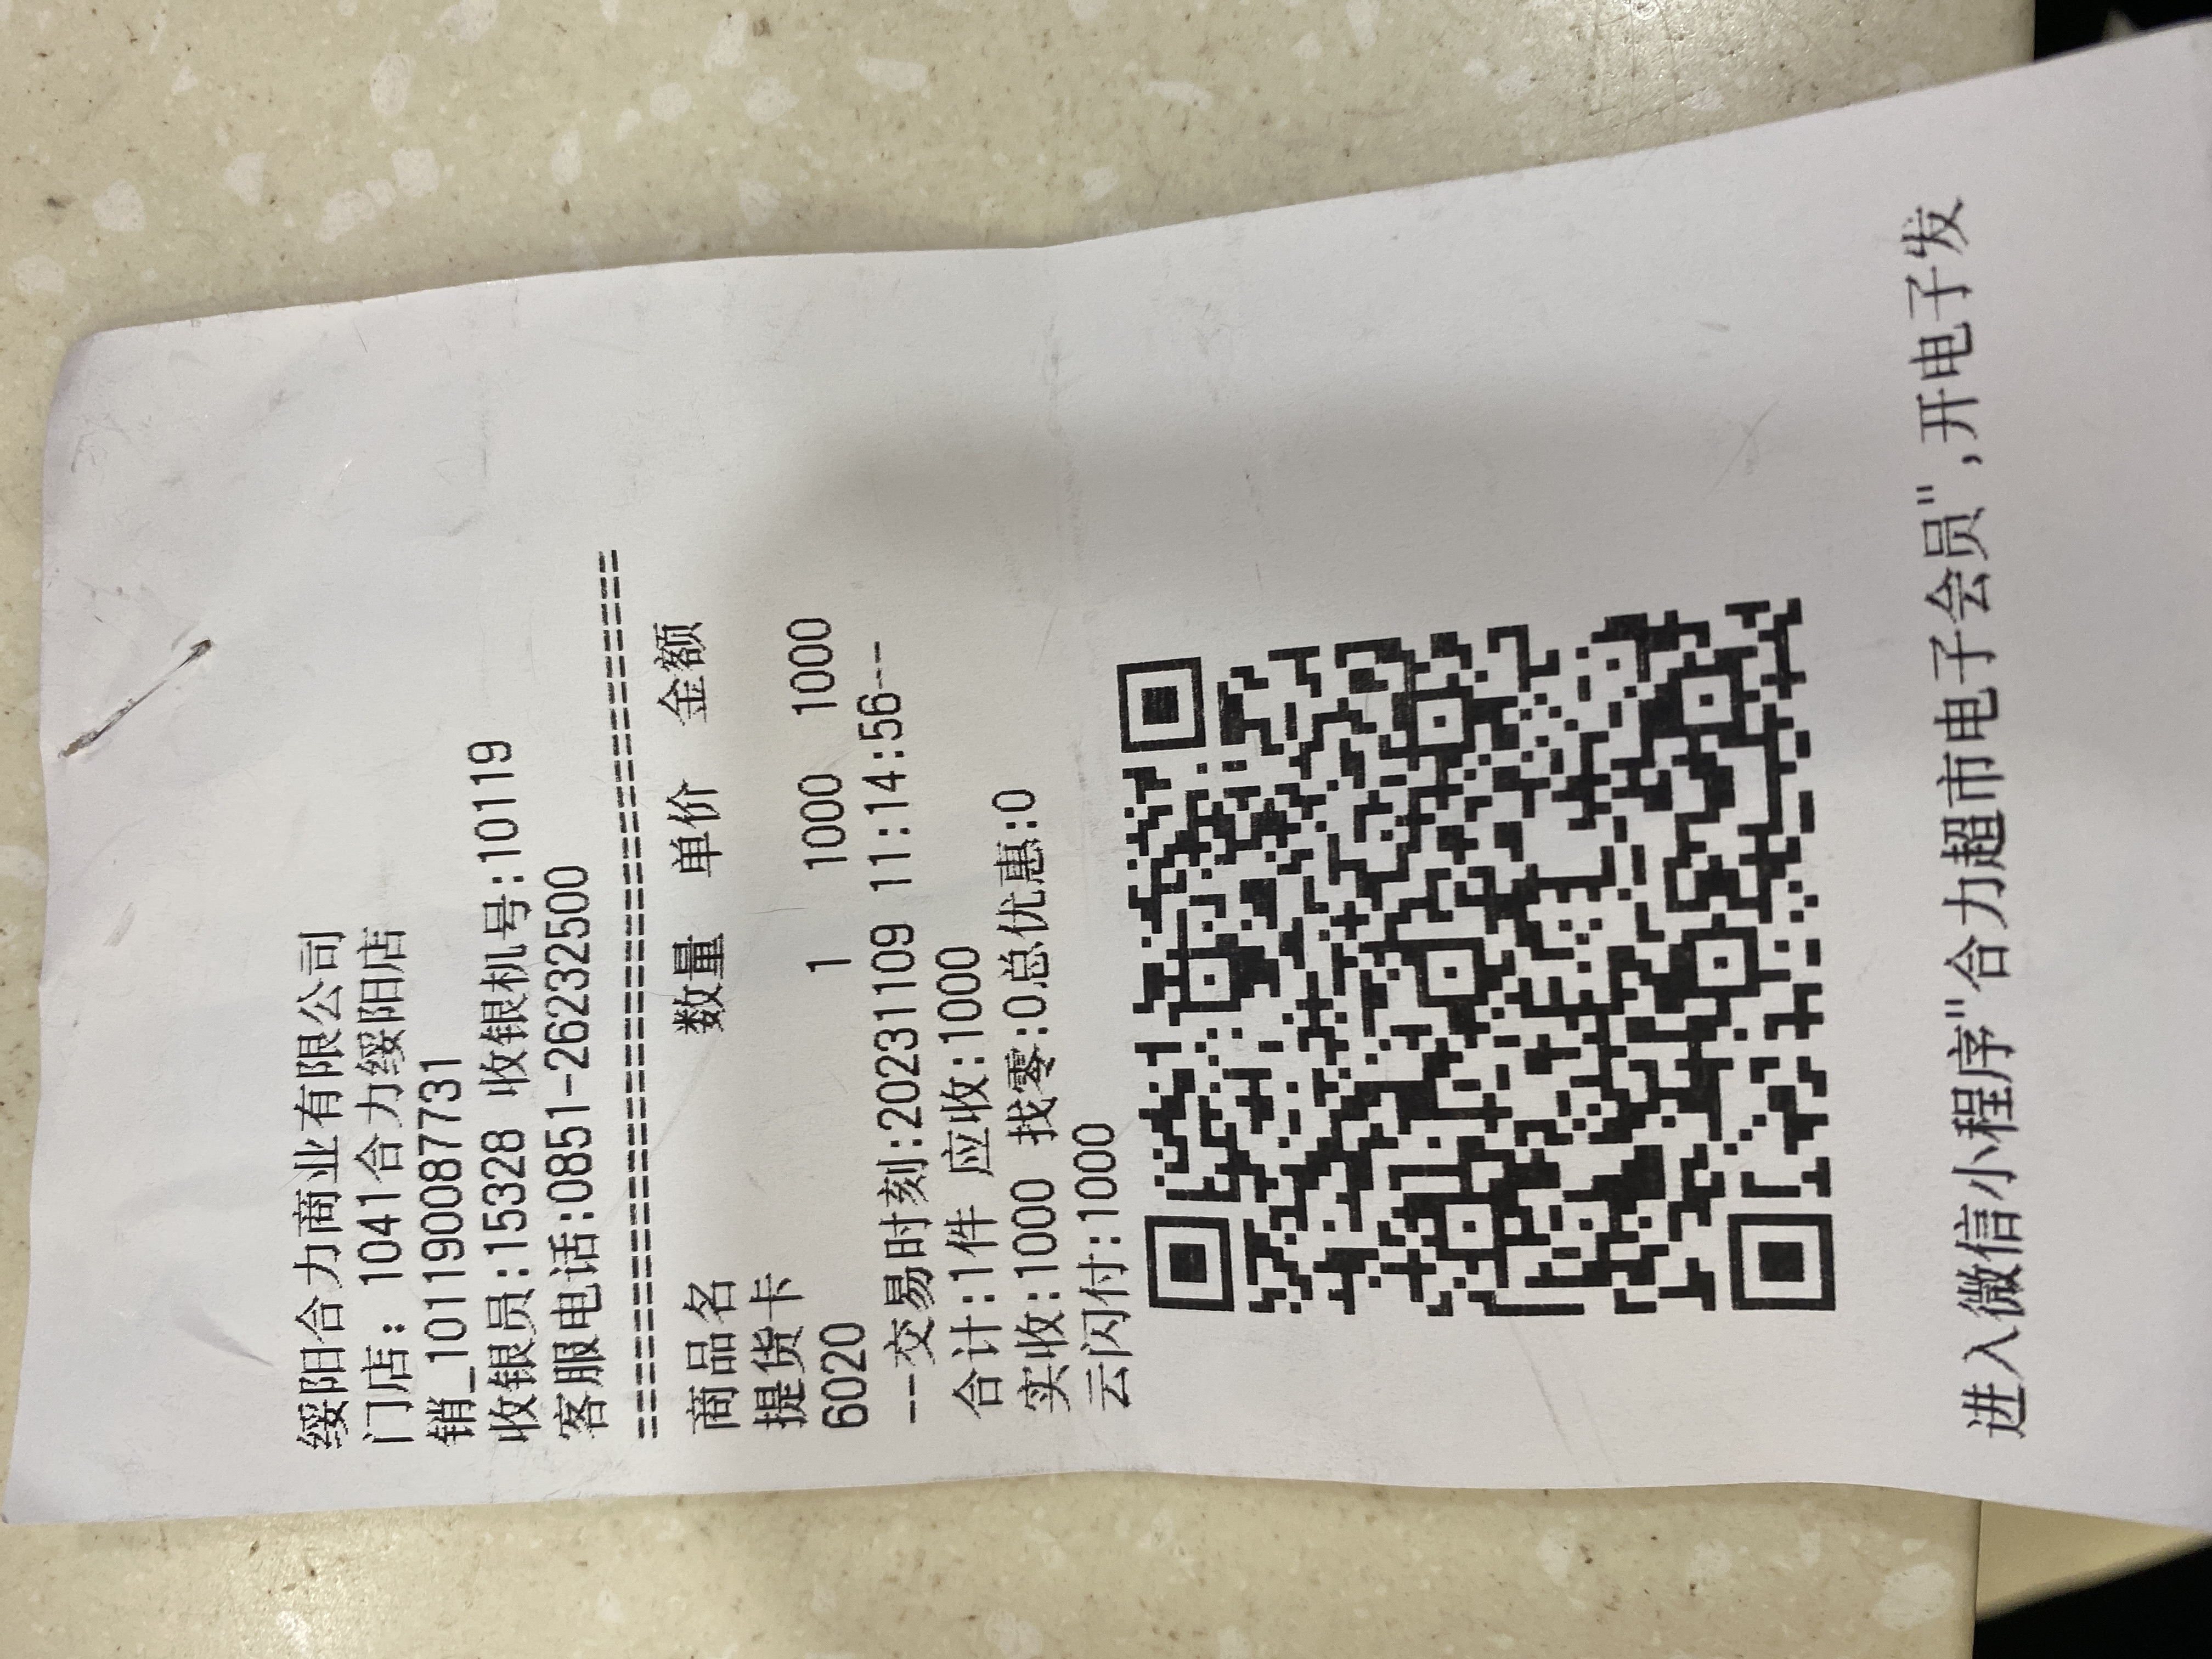 绥阳合力商业有限公司
门店: 1041合力绥阳店
销_101190087731
收银员:15328 收银机号:10119
客服电话:0851-26232500
========================================
商品名 数量 单价 金额
提货卡
6020 1 1000 1000
--交易时刻:20231109 11:14:56--
合计:1件 应收:1000
实收:1000 找零:0总优惠:0
云闪付:1000
进入微信小程序"合力超市电子会员",开电子发